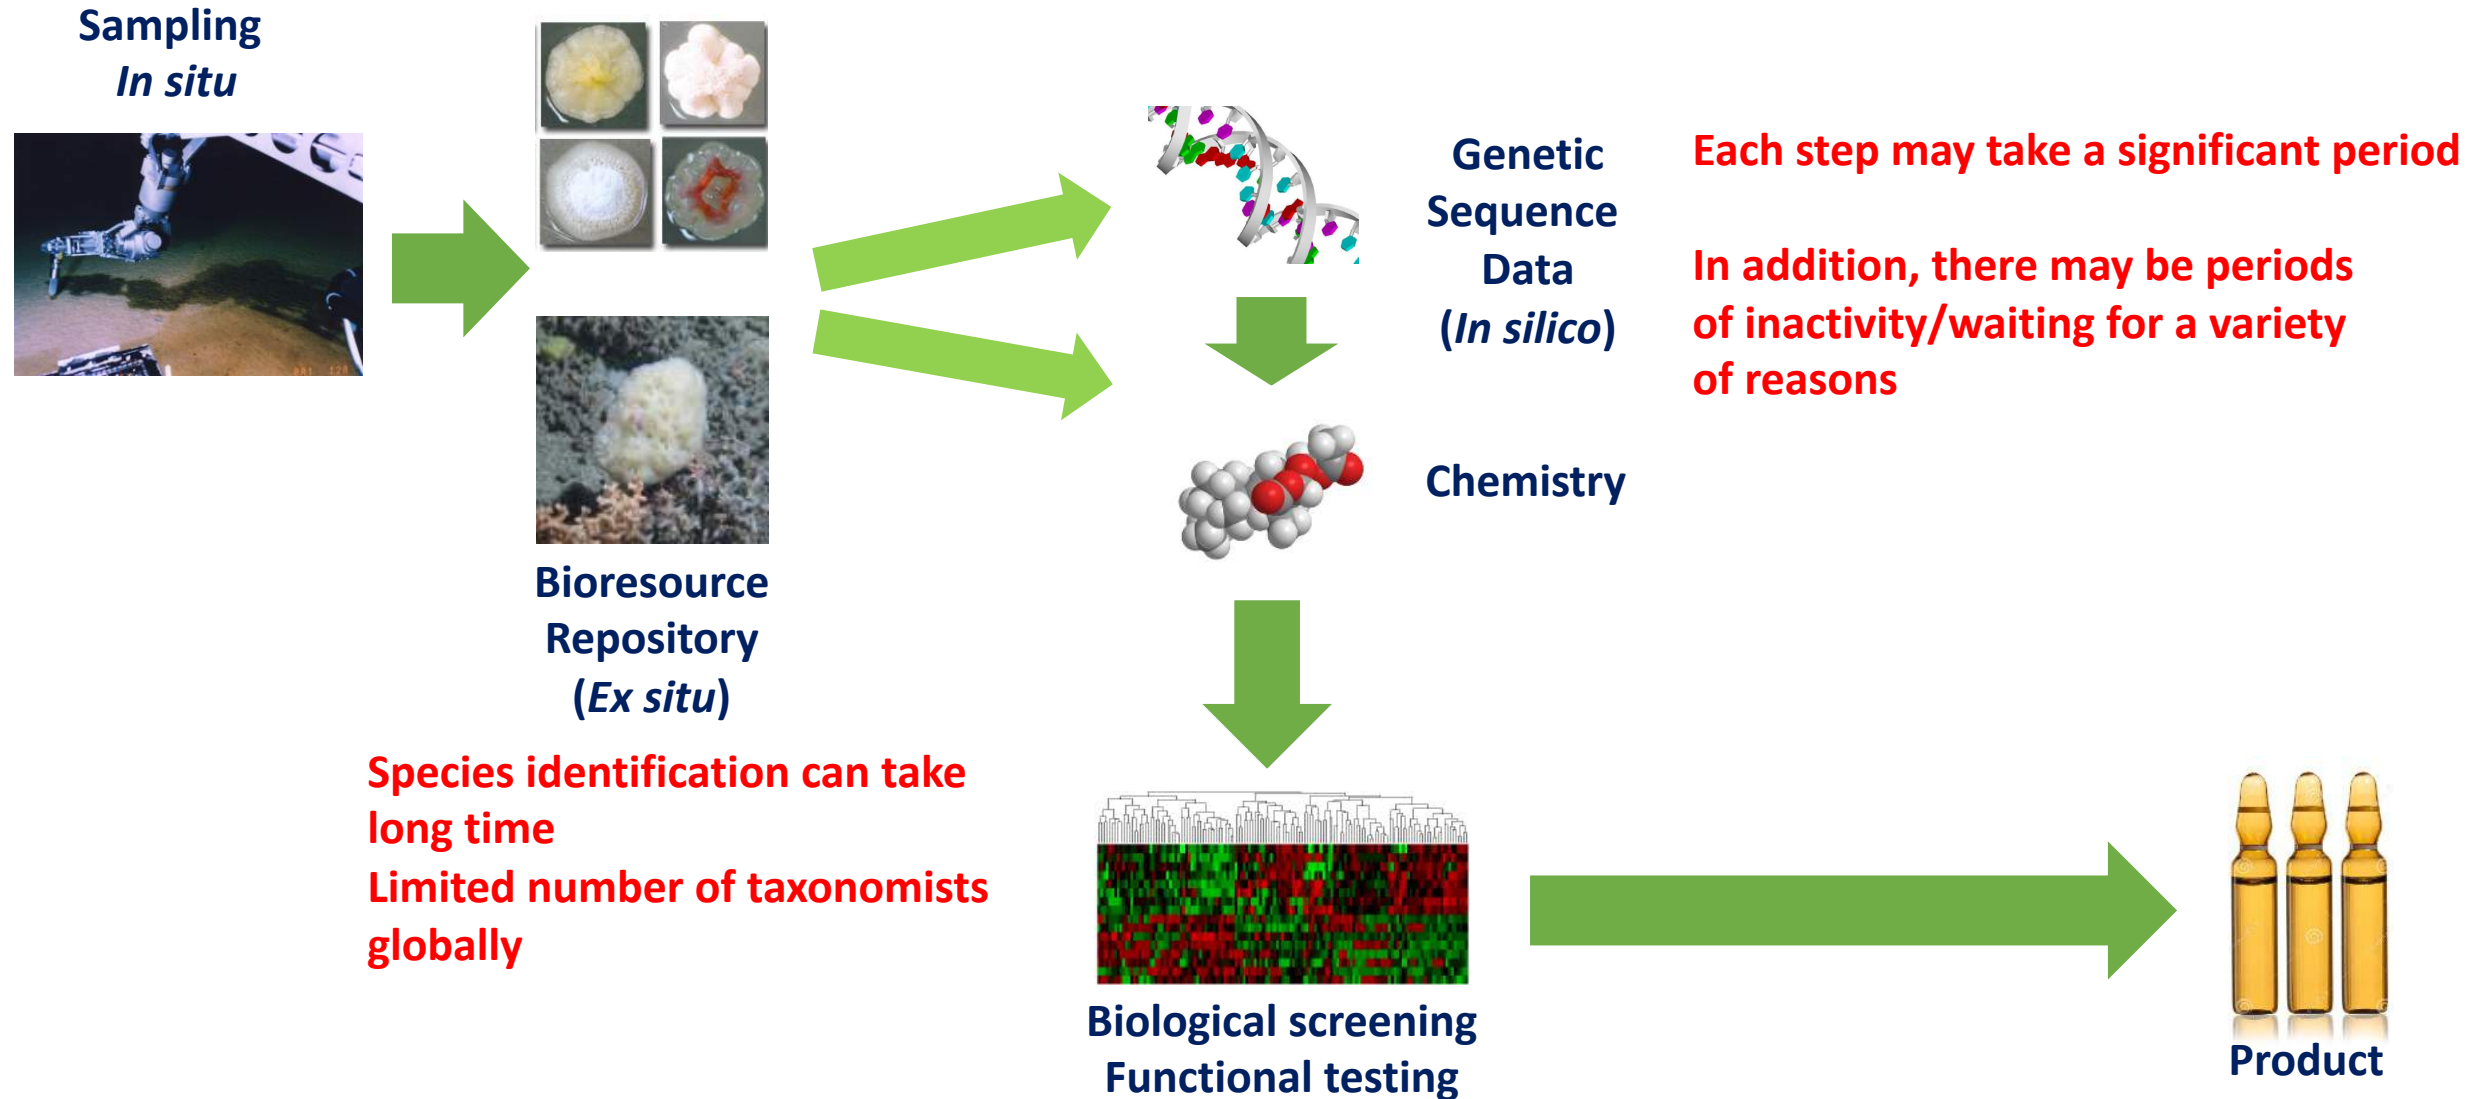 Sampling
In situ
Bioresource
Repository
(Ex situ)
Species identification can take
long time
Limited number of taxonomists
globally
Genetic
Sequence
Data
(In silico)
Each step may take a significant period
In addition, there may be periods
of inactivity/waiting for a variety
of reasons
Chemistry
Biological screening
Functional testing
Product